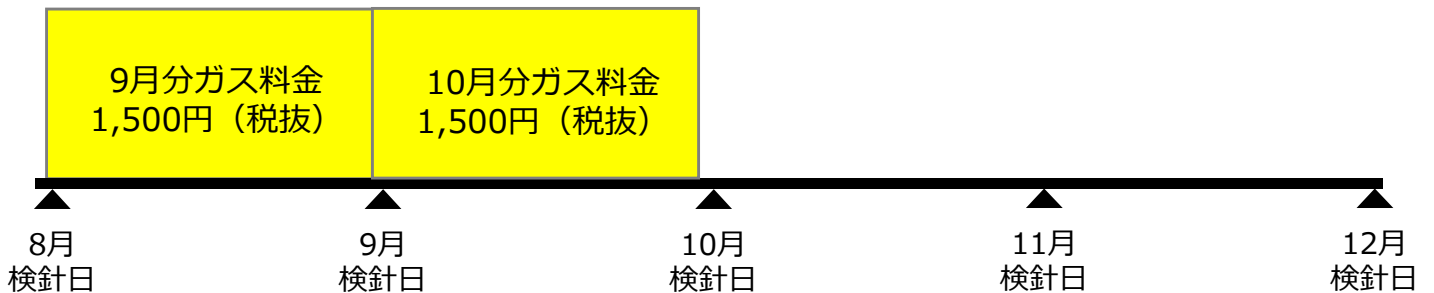 9月分ガス料金
1,500円（税抜）
10月分ガス料金
1,500円（税抜）
8月
検針日
9月
検針日
10月
検針日
11月
検針日
12月
検針日